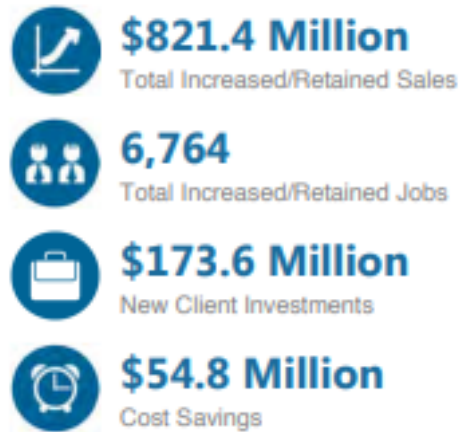 $821.4 Million
Total Increased/Retained Sales
6,764
Total Increased/Retained Jobs
$173.6 Million
New Client Investments
$54.8 Million
Cost Savings